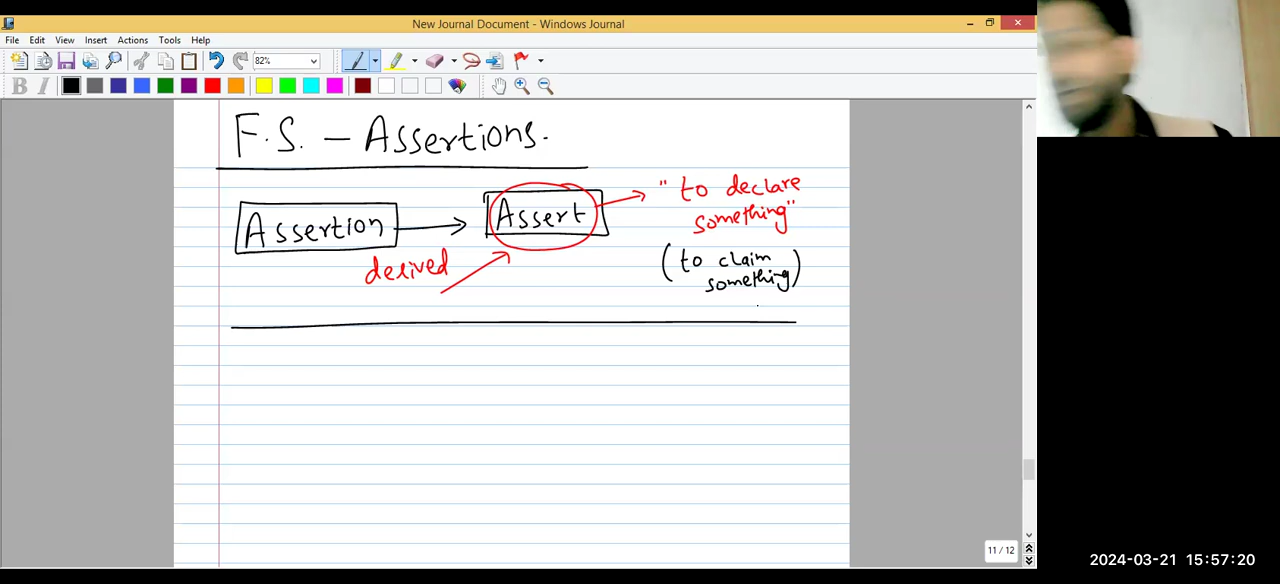 New Journal Document - Windows Journal
File Edit View Insert Actions Tools Help
82%
B I
F.S. – Assertions.
Assertion
Assert
" to declare
something"
derived
(to claim
something)
11 / 12
2024-03-21 15:57:20